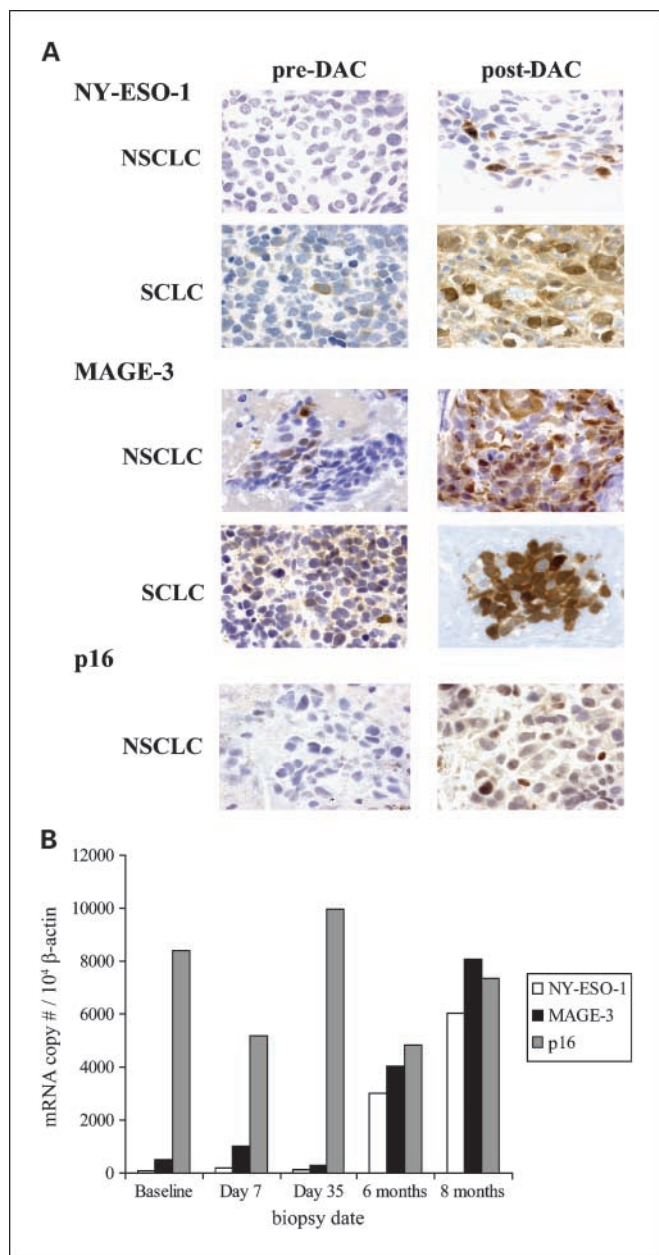 A
pre-DAC post-DAC
NY-ESO-1
NSCLC
SCLC
MAGE-3
NSCLC
SCLC
p16
NSCLC
B
12000
10000
8000
6000
4000
2000
0
mRNA copy # / 10⁴ β-actin
Baseline Day 7 Day 35 6 months 8 months
biopsy date
NY-ESO-1
MAGE-3
p16